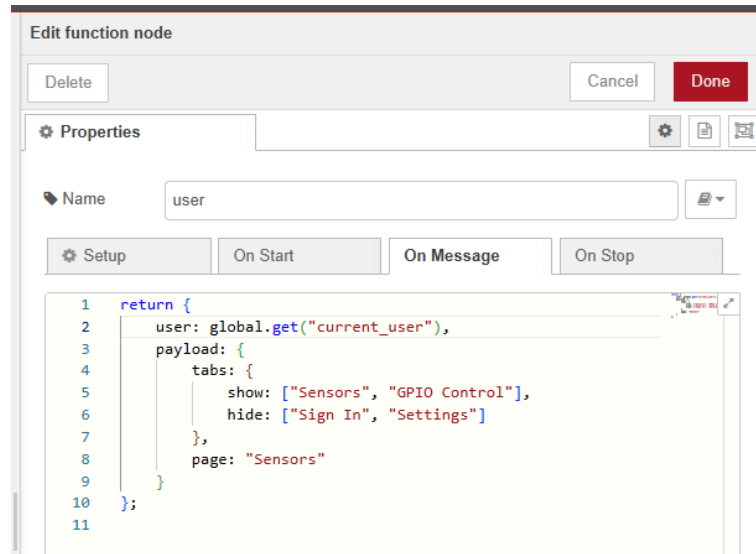 Edit function node
Delete
Cancel
Done
Properties
Name
user
Setup
On Start
On Message
On Stop
1 return {
2     user: global.get("current_user"),
3     payload: {
4         tabs: {
5             show: ["Sensors", "GPIO Control"],
6             hide: ["Sign In", "Settings"]
7         },
8         page: "Sensors"
9     }
10 };
11